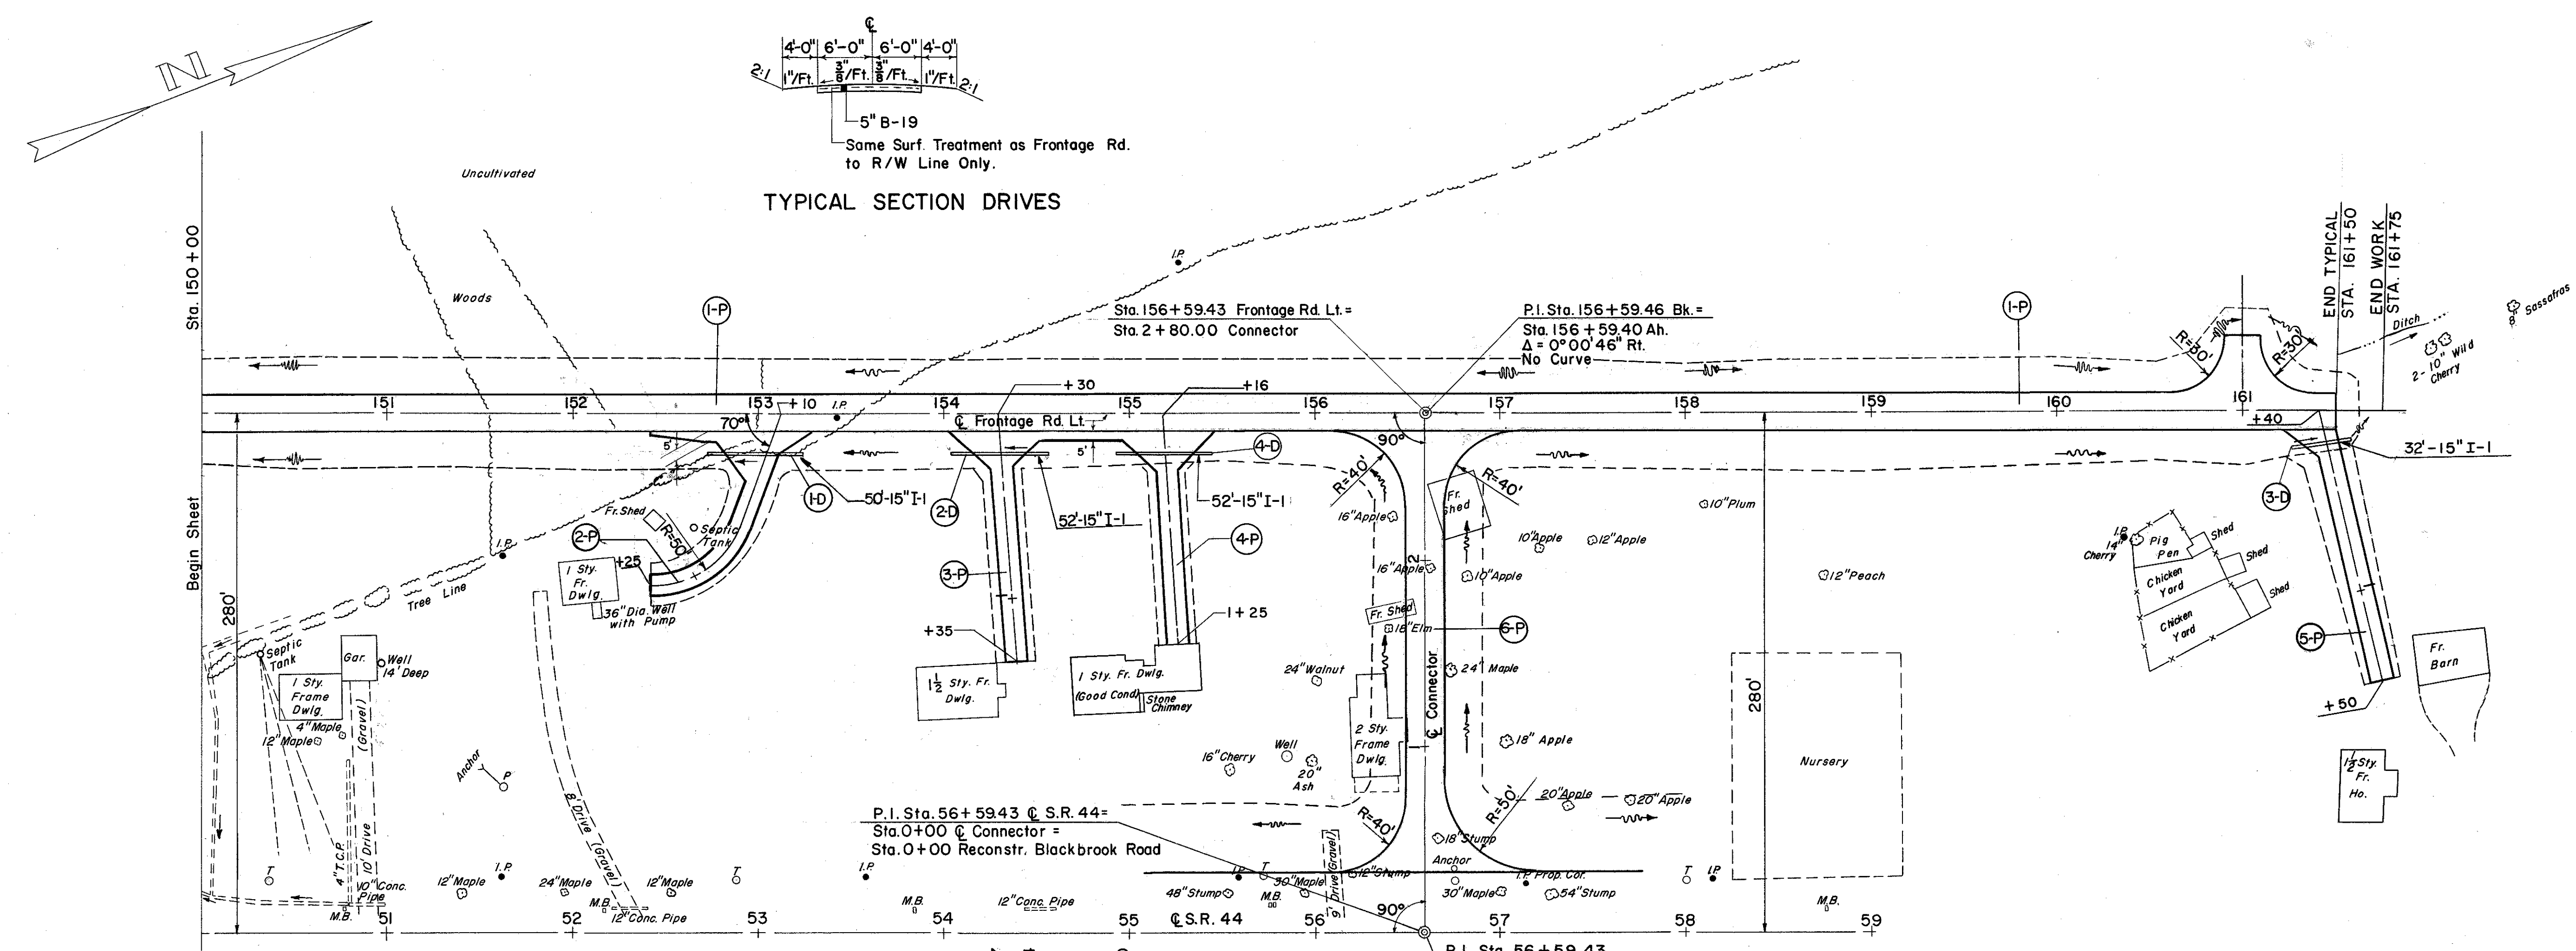 N
℄
4'-0" 6'-0" 6'-0" 4'-0"
2:1 1"/Ft. 3/8"/Ft. 3/8"/Ft. 1"/Ft. 2:1
5" B-19
Same Surf. Treatment as Frontage Rd.
to R/W Line Only.
TYPICAL SECTION DRIVES
Uncultivated
Woods
Sta. 150+00
Begin Sheet
1-P
I.P.
Sta. 156+59.43 Frontage Rd. Lt.=
Sta. 2+80.00 Connector
P.I. Sta. 156+59.46 Bk.=
Sta. 156+59.40 Ah.
Δ = 0°00'46" Rt.
No Curve
1-P
END TYPICAL
STA. 161+50
END WORK
STA. 161+75
R=30'
R=30'
Ditch
2-10" Wild
Cherry
8" Sassafras
151 152 153 154 155 156 157 158 159 160 161
70°
+10
I.P.
+30
+16
℄ Frontage Rd. Lt.
90°
+40
5'
5'
1-D
50'-15" I-1
2-D
52'-15" I-1
4-D
52'-15" I-1
3-D
32'-15" I-1
R=40'
R=40'
Fr.
Shed
16" Apple
10" Plum
10" Apple
12" Apple
16" Apple
10" Apple
12" Peach
2
I.P.
14"
Cherry
Pig
Pen
Shed
Shed
Shed
Chicken
Yard
Chicken
Yard
Fr. Shed
Septic
Tank
R=50'
2-P
+25
1 Sty.
Fr.
Dwlg.
36" Dia. Well
with Pump
I.P.
Tree Line
280'
3-P
4-P
+35
1+25
1½ Sty. Fr.
Dwlg.
1 Sty. Fr. Dwlg.
(Good Cond)
Stone
Chimney
Fr. Shed
18" Elm
6-P
24" Walnut
24" Maple
℄ Connector
1
2 Sty.
Frame
Dwlg.
18" Apple
16" Cherry
Well
20"
Ash
280'
Nursery
5-P
+50
Fr.
Barn
1½ Sty.
Fr.
Ho.
Septic
Tank
Gar.
Well
14' Deep
1 Sty.
Frame
Dwlg.
4" Maple
12" Maple
(Gravel)
10' Drive
4" T.C.P.
10" Conc.
Pipe
Anchor
P
8' Drive (Gravel)
P.I. Sta. 56+59.43 ℄ S.R. 44=
Sta. 0+00 ℄ Connector =
Sta. 0+00 Reconstr. Blackbrook Road
R=40'
R=50'
20" Apple
20" Apple
18" Stump
9' Drive (Gravel)
12" Stump
Anchor
T
12" Maple
I.P.
24" Maple
12" Maple
T
I.P.
48" Stump
I.P.
T
30" Maple
30" Maple
I.P. Prop. Cor.
54" Stump
T
I.P.
M.B.
M.B.
12" Conc. Pipe
M.B.
12" Conc. Pipe
M.B.
M.B.
90°
51 52 53 54 55 ℄ S.R. 44 56 57 58 59
P.I. Sta. 56+59.43